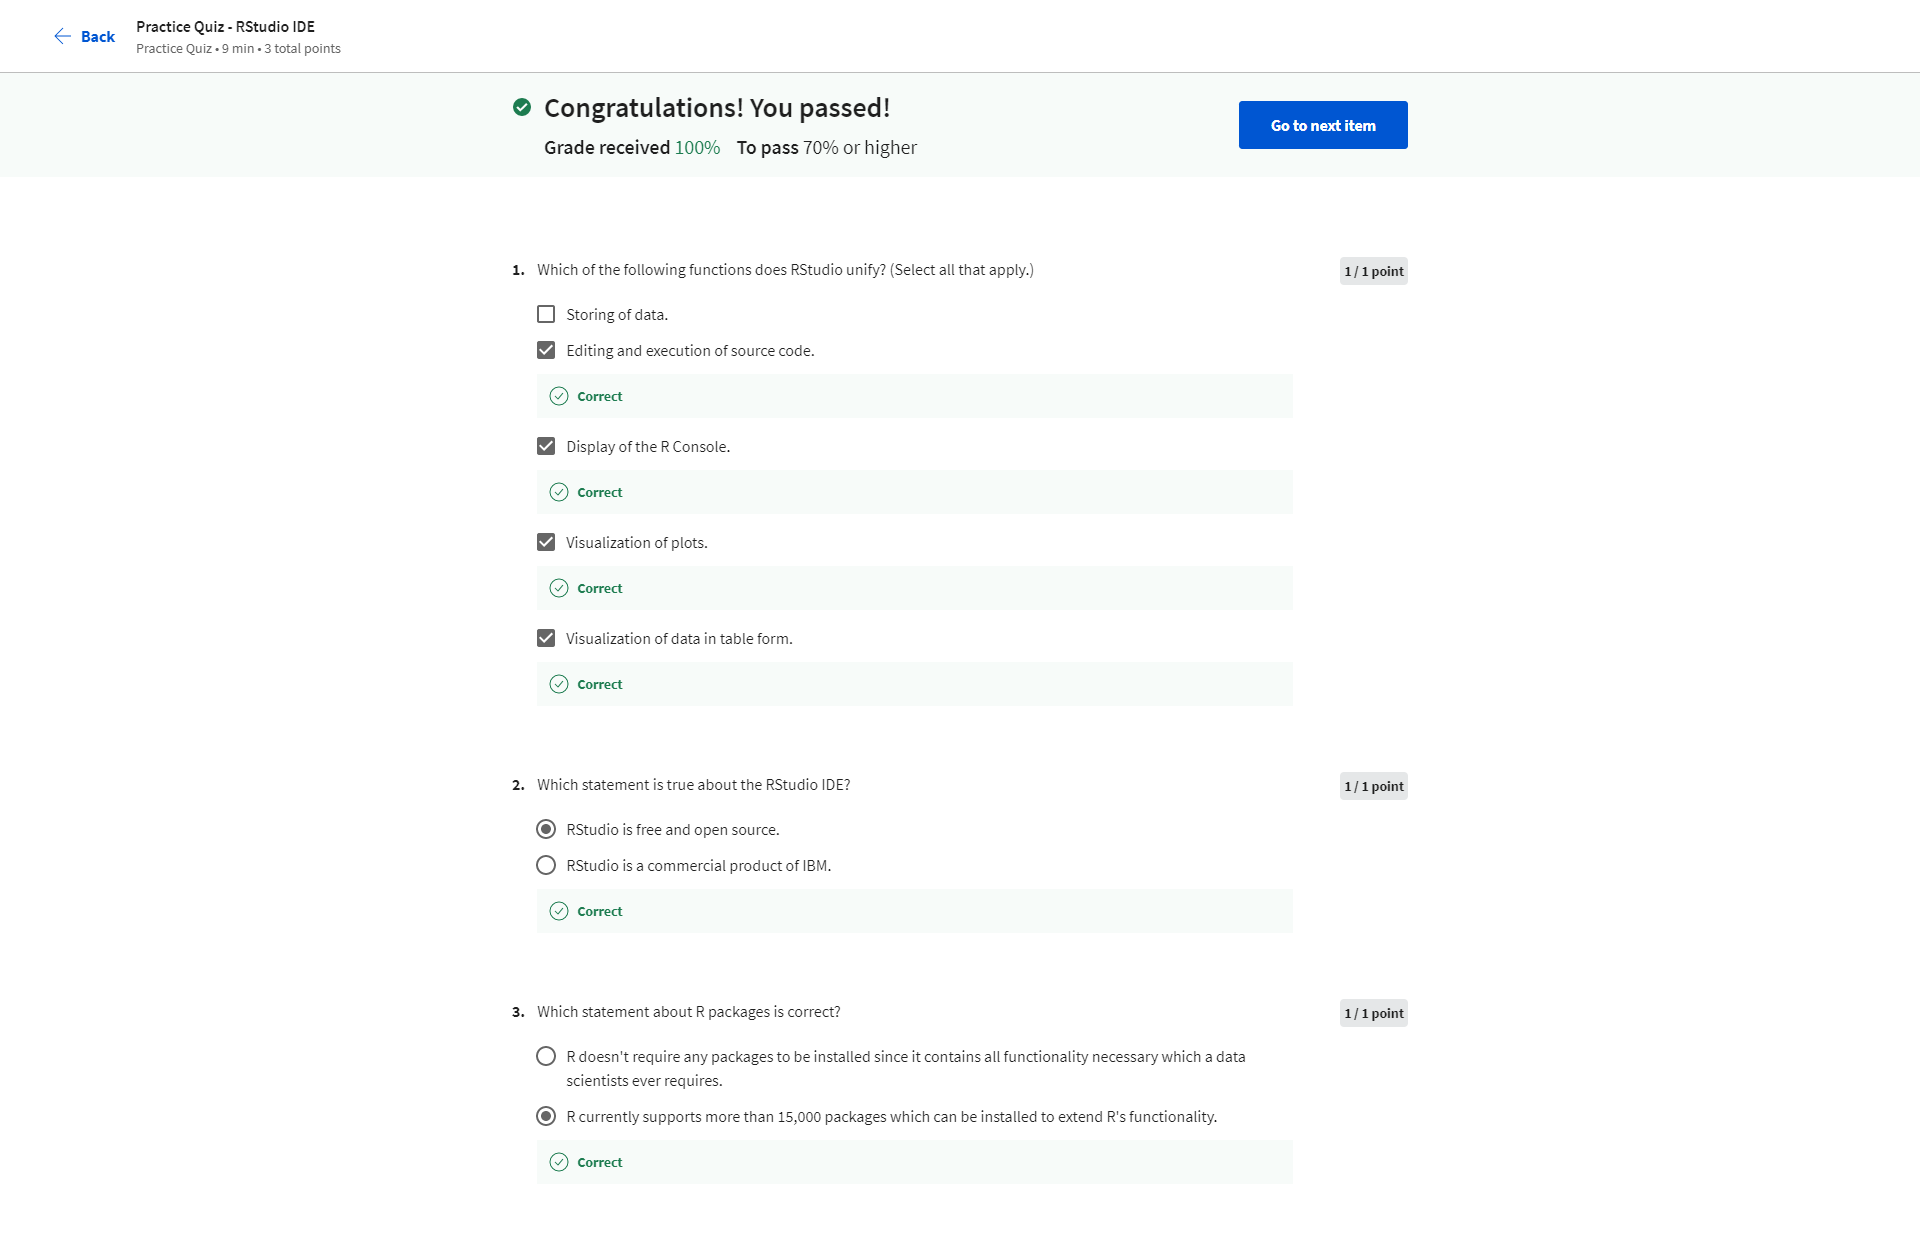 Back
Practice Quiz - RStudio IDE
Practice Quiz • 9 min • 3 total points
Congratulations! You passed!
Grade received 100% To pass 70% or higher
Go to next item
1. Which of the following functions does RStudio unify? (Select all that apply.)
1 / 1 point
Storing of data.
Editing and execution of source code.
Correct
Display of the R Console.
Correct
Visualization of plots.
Correct
Visualization of data in table form.
Correct
2. Which statement is true about the RStudio IDE?
1 / 1 point
RStudio is free and open source.
RStudio is a commercial product of IBM.
Correct
3. Which statement about R packages is correct?
1 / 1 point
R doesn't require any packages to be installed since it contains all functionality necessary which a data
scientists ever requires.
R currently supports more than 15,000 packages which can be installed to extend R's functionality.
Correct